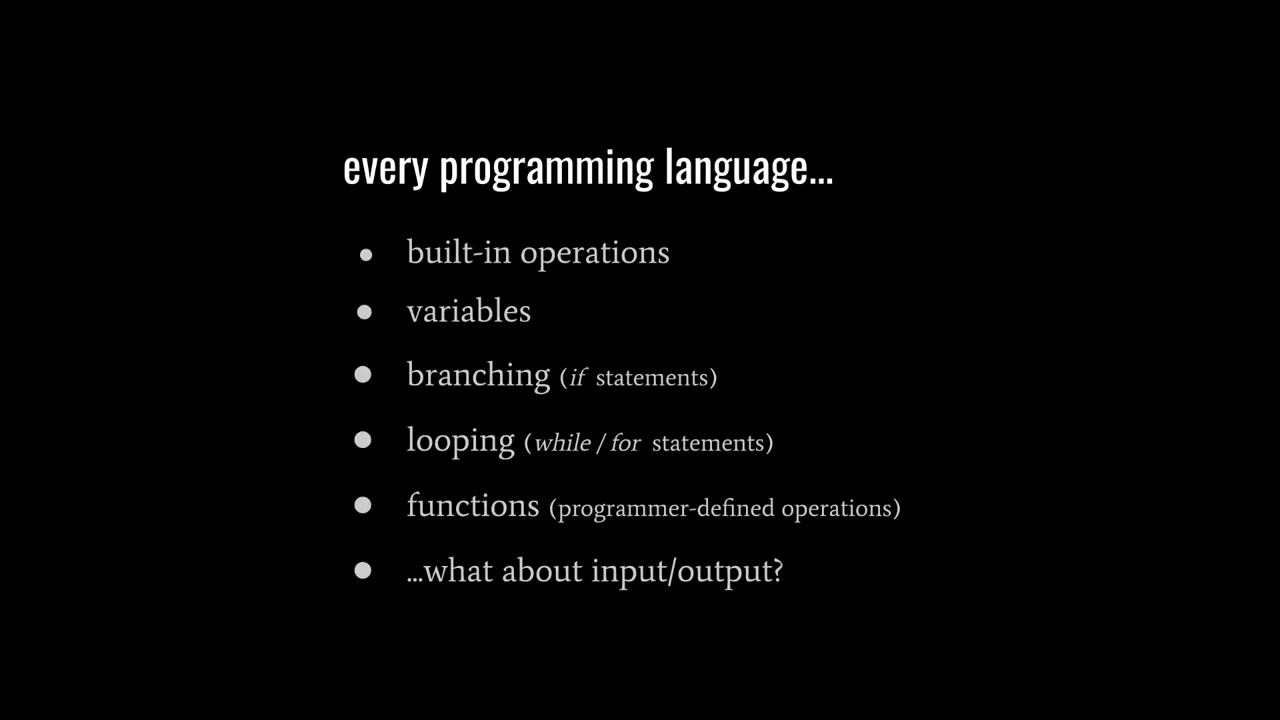 every programming language...
● built-in operations
● variables
● branching (if statements)
● looping (while / for statements)
● functions (programmer-defined operations)
● ...what about input/output?